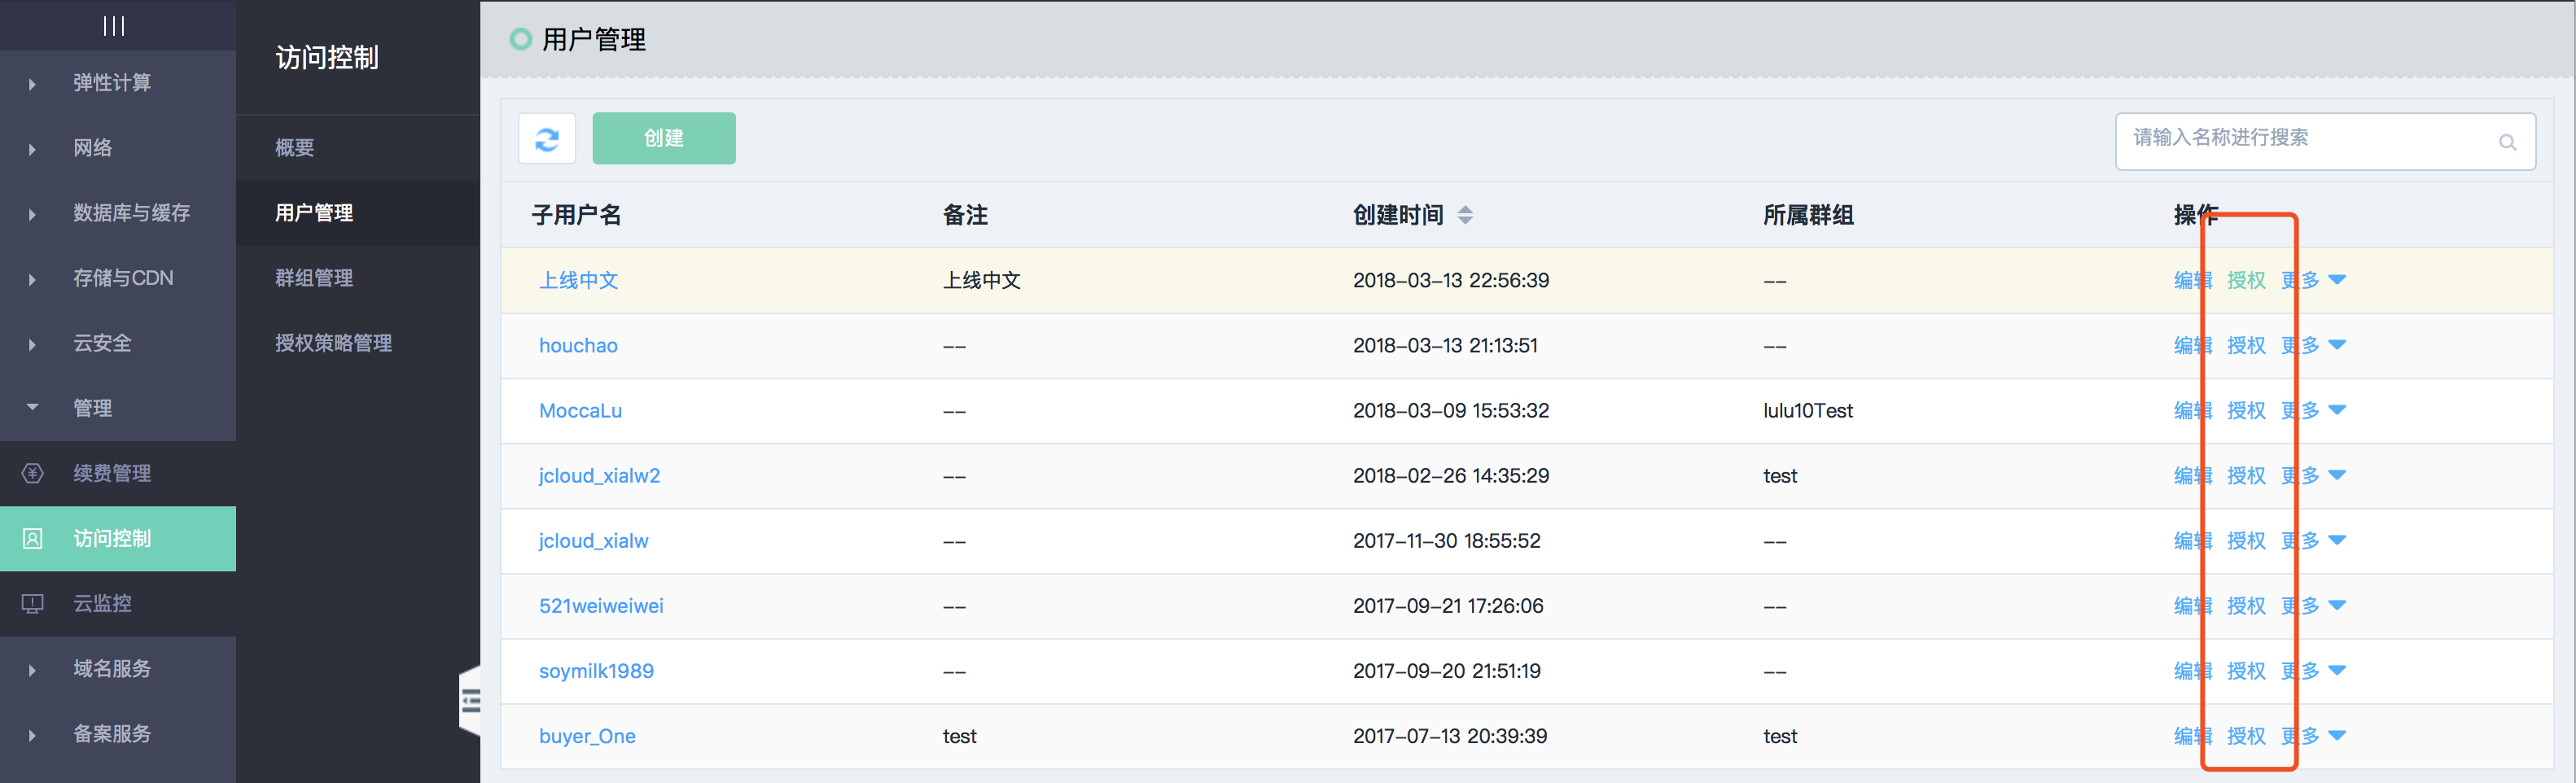 弹性计算
网络
数据库与缓存
存储与CDN
云安全
管理
续费管理
访问控制
云监控
域名服务
备案服务
访问控制
概要
用户管理
群组管理
授权策略管理
用户管理
创建
请输入名称进行搜索
子用户名 备注 创建时间 所属群组 操作
上线中文 上线中文 2018-03-13 22:56:39 -- 编辑 授权 更多
houchao -- 2018-03-13 21:13:51 -- 编辑 授权 更多
MoccaLu -- 2018-03-09 15:53:32 lulu10Test 编辑 授权 更多
jcloud_xialw2 -- 2018-02-26 14:35:29 test 编辑 授权 更多
jcloud_xialw -- 2017-11-30 18:55:52 -- 编辑 授权 更多
521weiweiwei -- 2017-09-21 17:26:06 -- 编辑 授权 更多
soymilk1989 -- 2017-09-20 21:51:19 -- 编辑 授权 更多
buyer_One test 2017-07-13 20:39:39 test 编辑 授权 更多